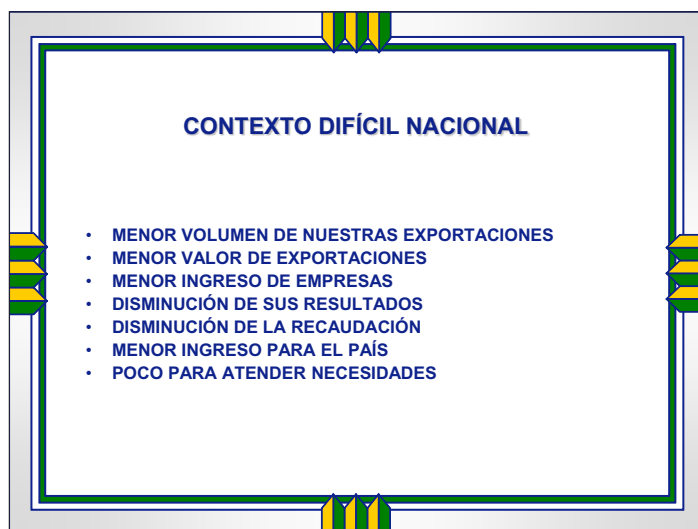 CONTEXTO DIFÍCIL NACIONAL
• MENOR VOLUMEN DE NUESTRAS EXPORTACIONES
• MENOR VALOR DE EXPORTACIONES
• MENOR INGRESO DE EMPRESAS
• DISMINUCIÓN DE SUS RESULTADOS
• DISMINUCIÓN DE LA RECAUDACIÓN
• MENOR INGRESO PARA EL PAÍS
• POCO PARA ATENDER NECESIDADES